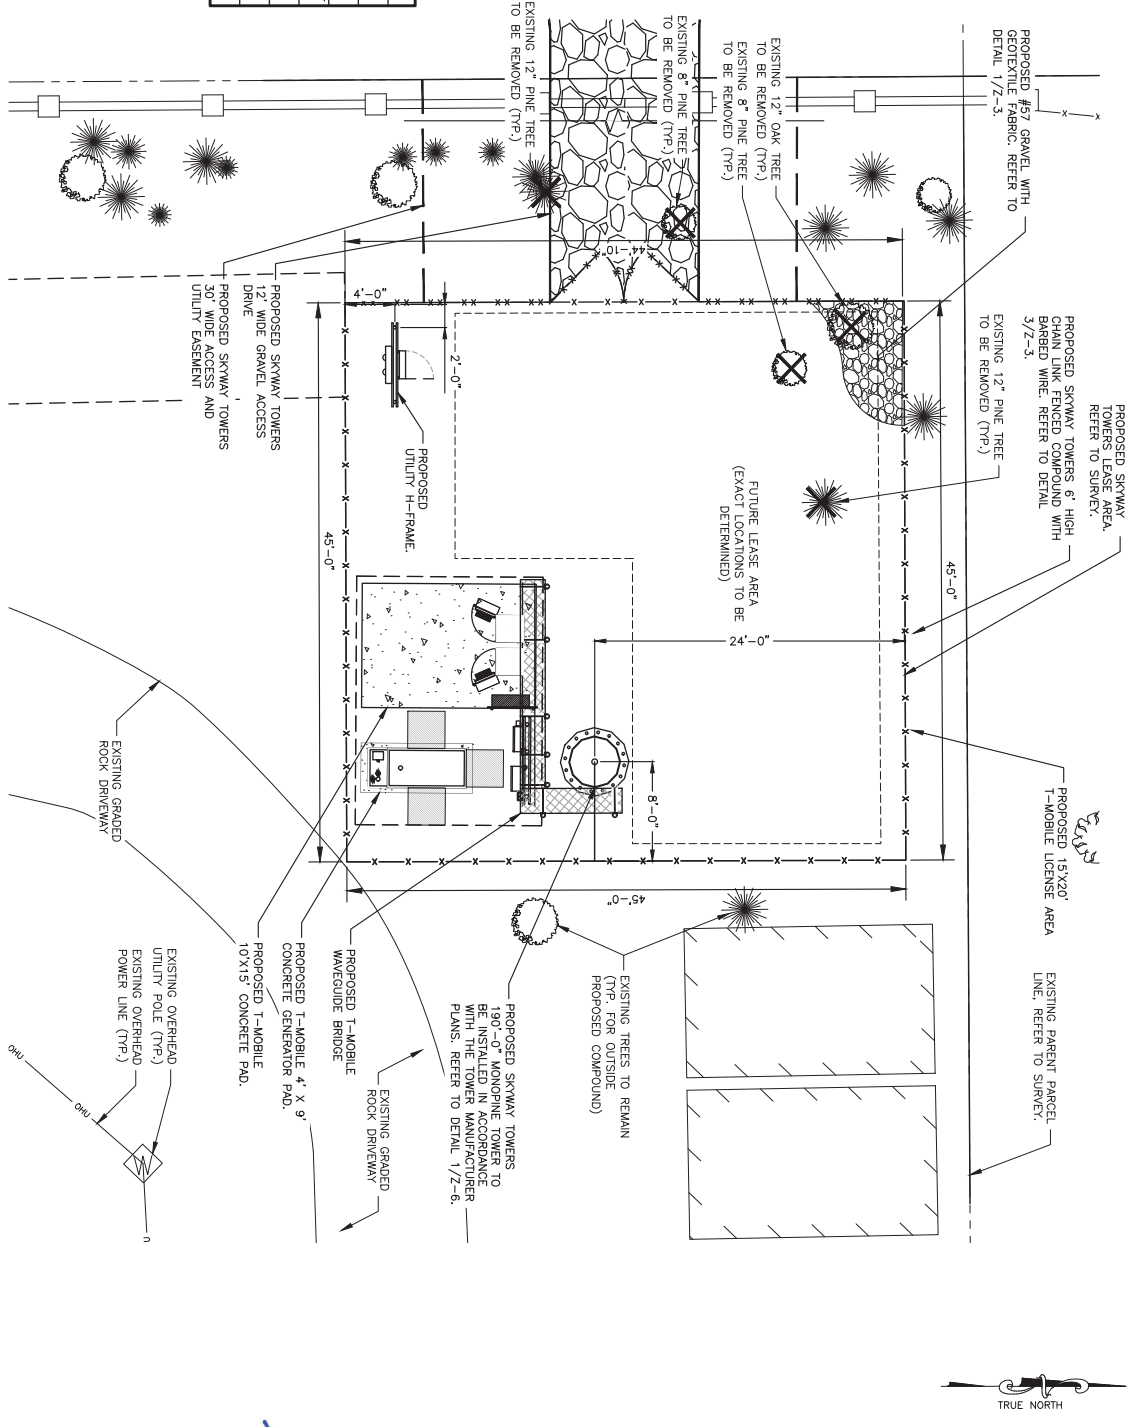 EXISTING 12" PINE TREE
TO BE REMOVED (TYP.)
EXISTING 8" PINE TREE
TO BE REMOVED (TYP.)
EXISTING 12" OAK TREE
TO BE REMOVED (TYP.)
EXISTING 8" PINE TREE
TO BE REMOVED (TYP.)
PROPOSED #57 GRAVEL WITH
GEOTEXTILE FABRIC. REFER TO
DETAIL 1/Z-3.
44'-10"
4'-0"
2'-0"
PROPOSED SKYWAY TOWERS
12' WIDE GRAVEL ACCESS
DRIVE
PROPOSED SKYWAY TOWERS
30' WIDE ACCESS AND
UTILITY EASEMENT
PROPOSED
UTILITY H-FRAME.
EXISTING 12" PINE TREE
TO BE REMOVED (TYP.)
PROPOSED SKYWAY TOWERS 6' HIGH
CHAIN LINK FENCED COMPOUND WITH
BARBED WIRE. REFER TO DETAIL
3/Z-3.
PROPOSED SKYWAY
TOWERS LEASE AREA.
REFER TO SURVEY.
FUTURE LEASE AREA
(EXACT LOCATIONS TO BE
DETERMINED)
45'-0"
45'-0"
24'-0"
8'-0"
45'-0"
EXISTING GRADED
ROCK DRIVEWAY
PROPOSED 15'X20'
T-MOBILE LICENSE AREA
EXISTING PARENT PARCEL
LINE, REFER TO SURVEY.
EXISTING TREES TO REMAIN
(TYP. FOR OUTSIDE
PROPOSED COMPOUND)
PROPOSED SKYWAY TOWERS
190'-0" MONOPINE TOWER TO
BE INSTALLED IN ACCORDANCE
WITH THE TOWER MANUFACTURER
PLANS. REFER TO DETAIL 1/Z-6.
PROPOSED T-MOBILE
WAVEGUIDE BRIDGE
PROPOSED T-MOBILE 4' X 9'
CONCRETE GENERATOR PAD.
PROPOSED T-MOBILE
10'X15' CONCRETE PAD.
EXISTING OVERHEAD
UTILITY POLE (TYP.)
EXISTING OVERHEAD
POWER LINE (TYP.)
EXISTING GRADED
ROCK DRIVEWAY
OHU
OHU
TRUE NORTH